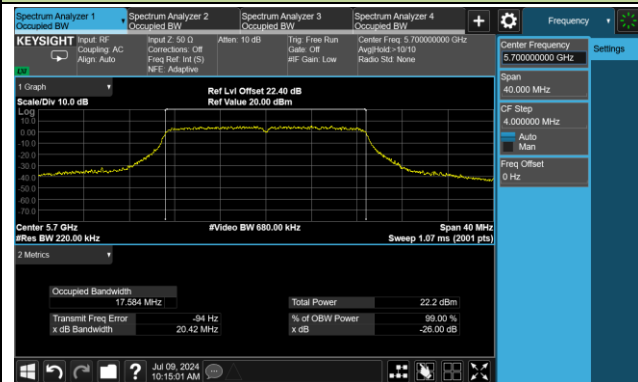 Spectrum Analyzer 1
Occupied BW
Spectrum Analyzer 2
Occupied BW
Spectrum Analyzer 3
Occupied BW
Spectrum Analyzer 4
Occupied BW
+
Frequency
KEYSIGHT
Input: RF
Coupling: AC
Align: Auto
Input Z: 50 Ω
Corrections: Off
Freq Ref: Int (S)
NFE: Adaptive
Atten: 10 dB
Trig: Free Run
Gate: Off
#IF Gain: Low
Center Freq: 5.700000000 GHz
Avg|Hold:>10/10
Radio Std: None
Center Frequency
5.700000000 GHz
Settings
Span
40.000 MHz
CF Step
4.000000 MHz
Auto
Man
Freq Offset
0 Hz
1 Graph
Scale/Div 10.0 dB
Ref Lvl Offset 22.40 dB
Ref Value 20.00 dBm
Log
10.0
0.00
-10.0
-20.0
-30.0
-40.0
-50.0
-60.0
-70.0
Center 5.7 GHz
#Res BW 220.00 kHz
#Video BW 680.00 kHz
Span 40 MHz
Sweep 1.07 ms (2001 pts)
2 Metrics
Occupied Bandwidth
17.584 MHz
Total Power 22.2 dBm
Transmit Freq Error -94 Hz
% of OBW Power 99.00 %
x dB Bandwidth 20.42 MHz
x dB -26.00 dB
?
Jul 09, 2024
10:15:01 AM